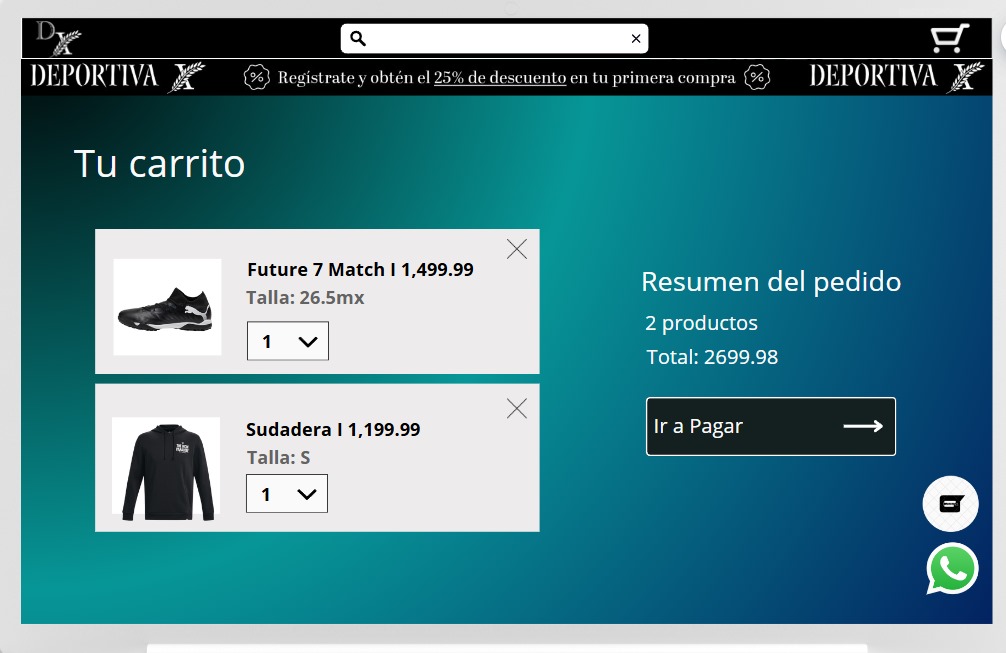 DX
DEPORTIVA X
Regístrate y obtén el 25% de descuento en tu primera compra
DEPORTIVA X
Tu carrito
Future 7 Match I 1,499.99
Talla: 26.5mx
1
Sudadera I 1,199.99
Talla: S
1
Resumen del pedido
2 productos
Total: 2699.98
Ir a Pagar